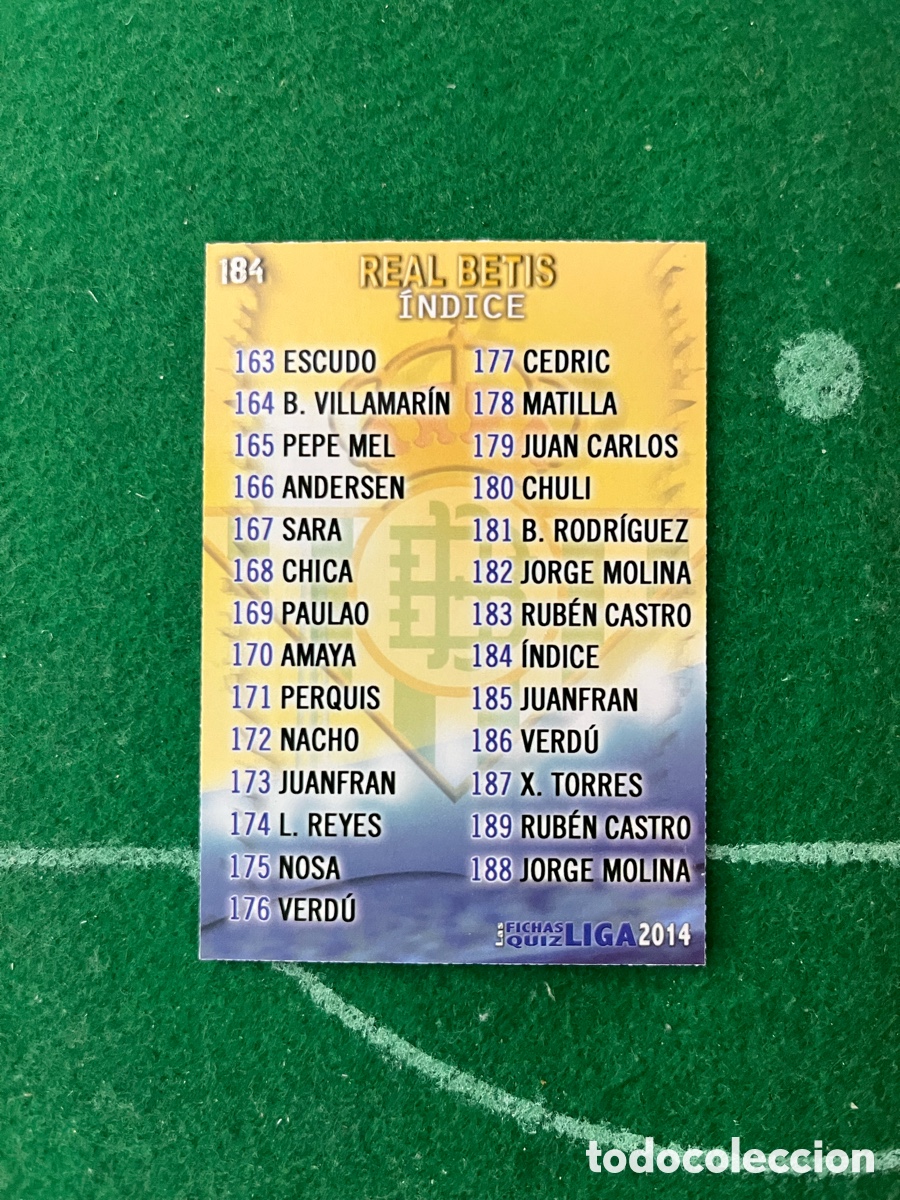 184
REAL BETIS
ÍNDICE
163 ESCUDO
164 B. VILLAMARÍN
165 PEPE MEL
166 ANDERSEN
167 SARA
168 CHICA
169 PAULAO
170 AMAYA
171 PERQUIS
172 NACHO
173 JUANFRAN
174 L. REYES
175 NOSA
176 VERDÚ
177 CEDRIC
178 MATILLA
179 JUAN CARLOS
180 CHULI
181 B. RODRÍGUEZ
182 JORGE MOLINA
183 RUBÉN CASTRO
184 ÍNDICE
185 JUANFRAN
186 VERDÚ
187 X. TORRES
189 RUBÉN CASTRO
188 JORGE MOLINA
Las FICHAS QUIZ LIGA 2014
todocoleccion